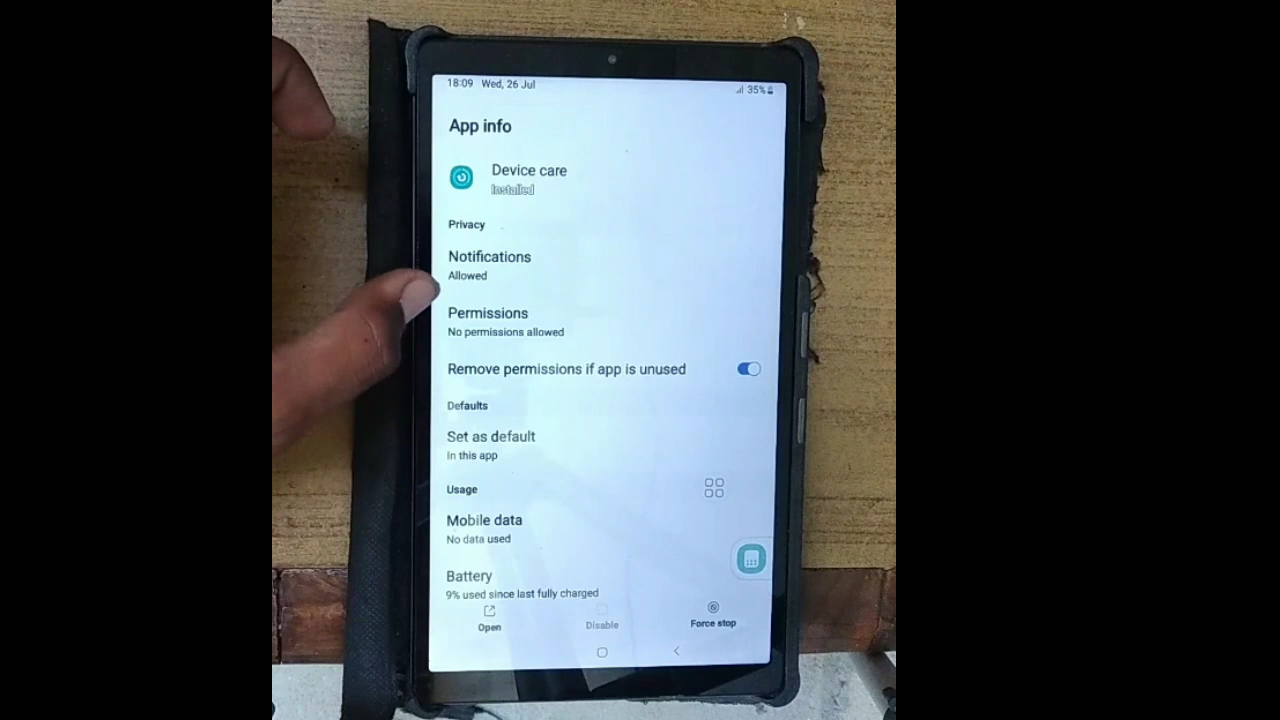 18:09 Wed, 26 Jul 35%
App info
Device care
Installed
Privacy
Notifications
Allowed
Permissions
No permissions allowed
Remove permissions if app is unused
Defaults
Set as default
In this app
Usage
Mobile data
No data used
Battery
9% used since last fully charged
Open Disable Force stop